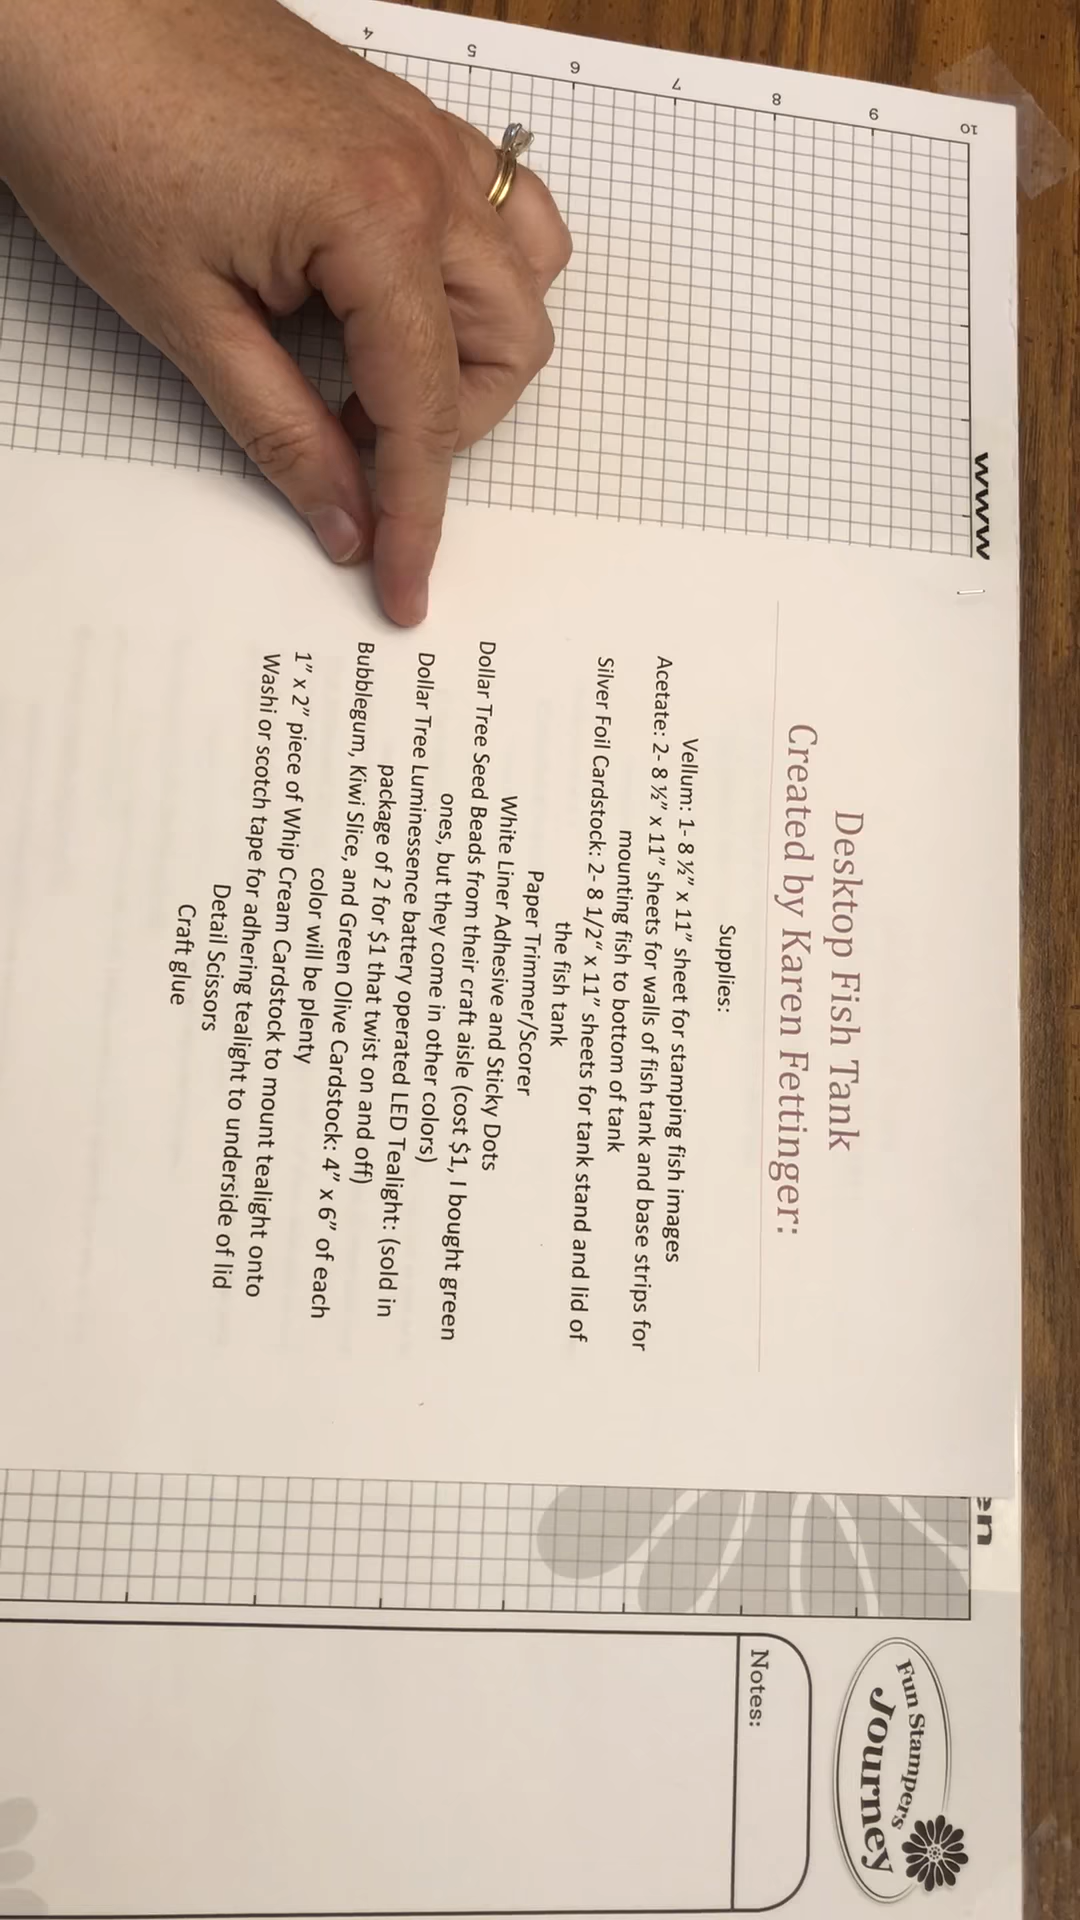 4
5
6
7
8
9
10
www
en
Desktop Fish Tank
Created by Karen Fettinger:
Supplies:
Vellum: 1- 8 ½” x 11” sheet for stamping fish images
Acetate: 2- 8 ½” x 11” sheets for walls of fish tank and base strips for
mounting fish to bottom of tank
Silver Foil Cardstock: 2- 8 1/2“ x 11” sheets for tank stand and lid of
the fish tank
Paper Trimmer/Scorer
White Liner Adhesive and Sticky Dots
Dollar Tree Seed Beads from their craft aisle (cost $1, I bought green
ones, but they come in other colors)
Dollar Tree Luminessence battery operated LED Tealight: (sold in
package of 2 for $1 that twist on and off)
Bubblegum, Kiwi Slice, and Green Olive Cardstock: 4” x 6” of each
color will be plenty
1” x 2” piece of Whip Cream Cardstock to mount tealight onto
Washi or scotch tape for adhering tealight to underside of lid
Detail Scissors
Craft glue
Fun Stampers
Journey
Notes: